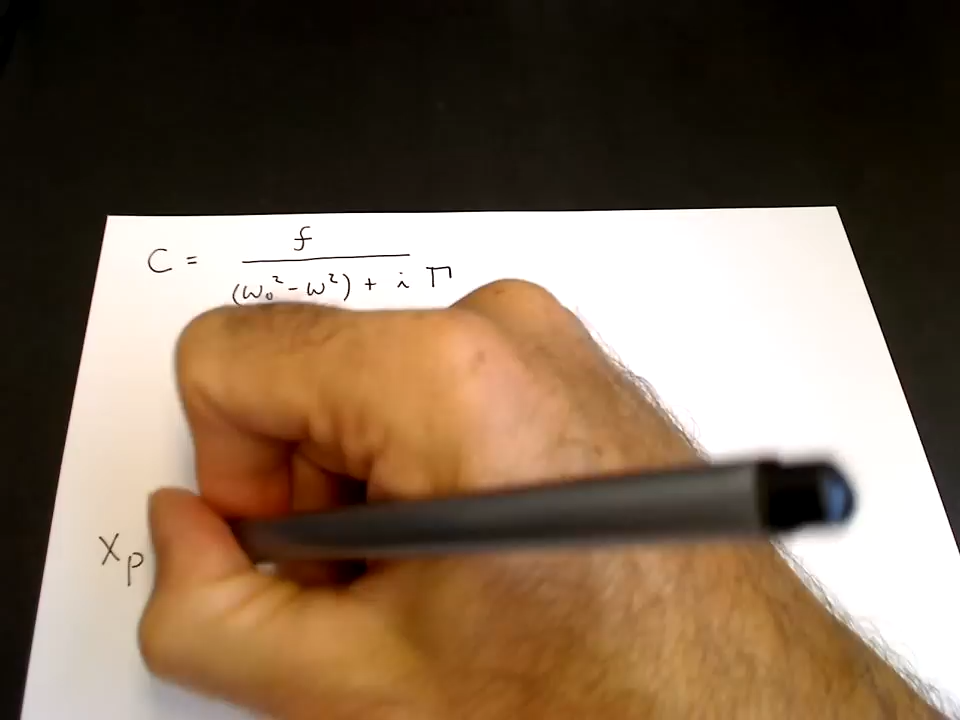 C = f / ((ω₀² - ω²) + i Γ
x_p